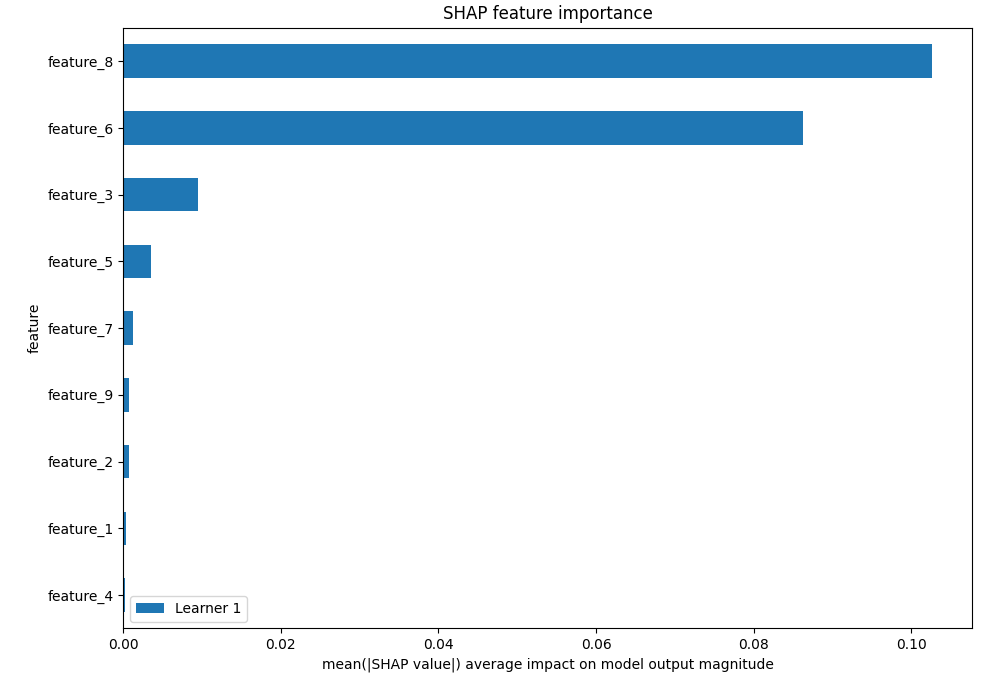 SHAP feature importance
feature_8
feature_6
feature_3
feature_5
feature_7
feature_9
feature_2
feature_1
feature_4
feature
Learner 1
0.00 0.02 0.04 0.06 0.08 0.10
mean(|SHAP value|) average impact on model output magnitude